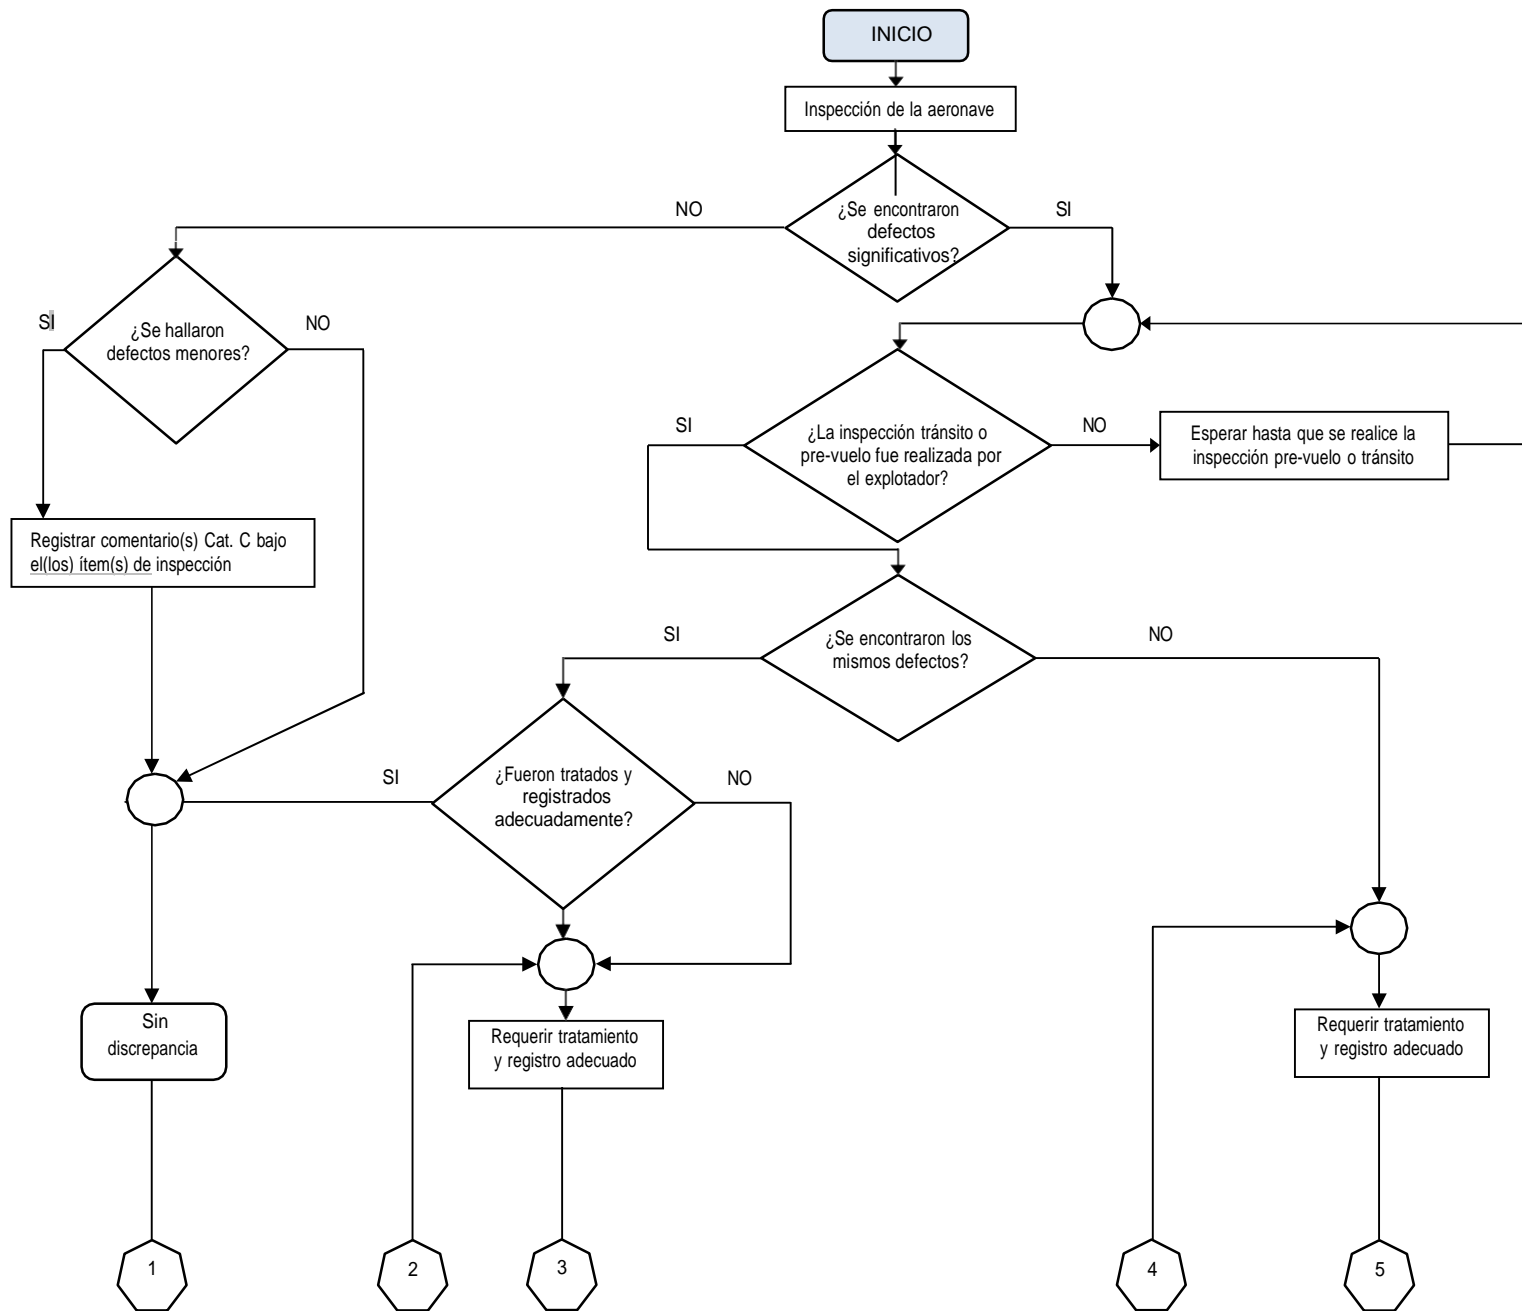 INICIO
Inspección de la aeronave
NO
¿Se encontraron
defectos
significativos?
SI
SI
¿Se hallaron
defectos menores?
NO
SI
¿La inspección tránsito o
pre-vuelo fue realizada por
el explotador?
NO
Esperar hasta que se realice la
inspección pre-vuelo o tránsito
Registrar comentario(s) Cat. C bajo
el(los) ítem(s) de inspección
SI
¿Se encontraron los
mismos defectos?
NO
SI
¿Fueron tratados y
registrados
adecuadamente?
NO
Sin
discrepancia
Requerir tratamiento
y registro adecuado
Requerir tratamiento
y registro adecuado
1
2
3
4
5